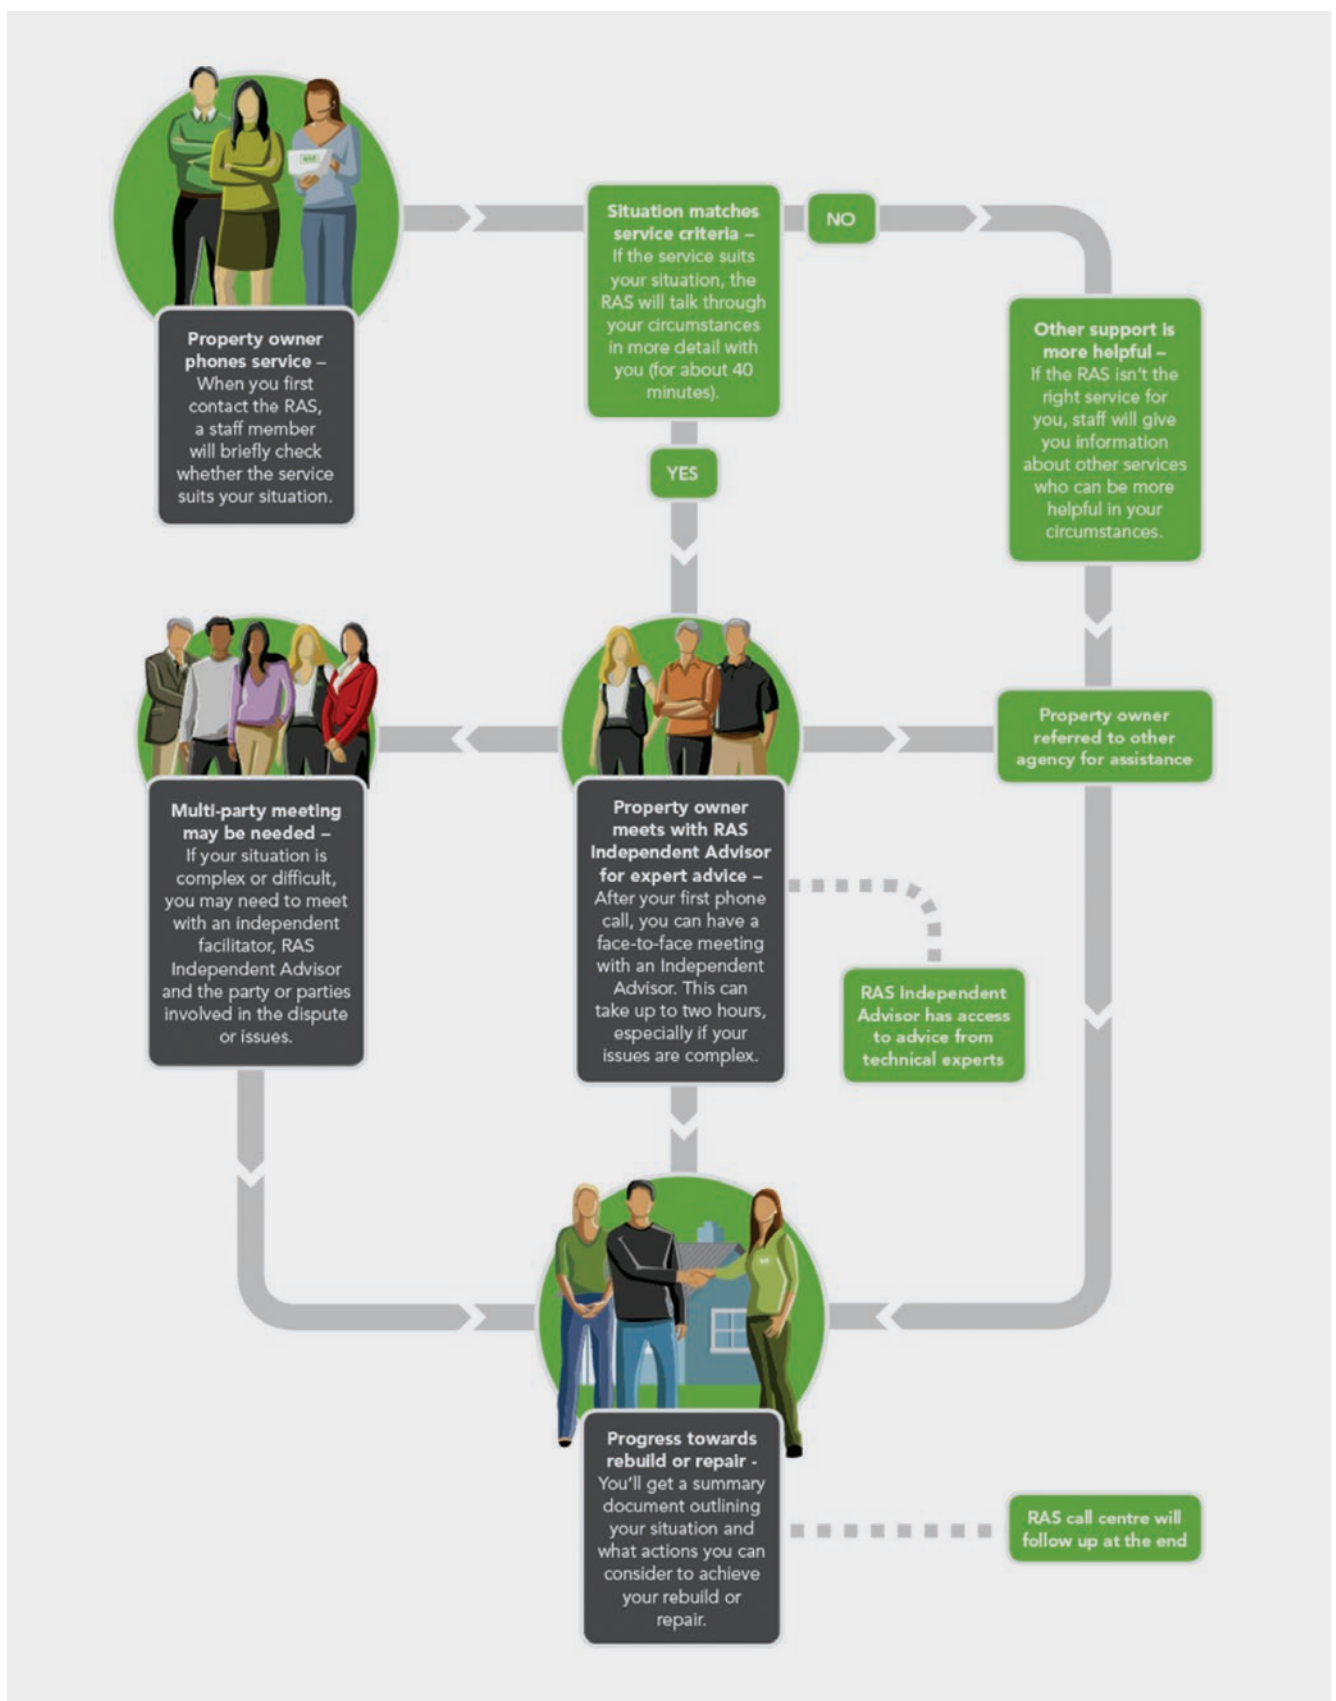 RAS
Property owner
phones service –
When you first
contact the RAS,
a staff member
will briefly check
whether the service
suits your situation.
Situation matches
service criteria –
If the service suits
your situation, the
RAS will talk through
your circumstances
in more detail with
you (for about 40
minutes).
NO
Other support is
more helpful –
If the RAS isn't the
right service for
you, staff will give
you information
about other services
who can be more
helpful in your
circumstances.
YES
Multi-party meeting
may be needed –
If your situation is
complex or difficult,
you may need to meet
with an independent
facilitator, RAS
Independent Advisor
and the party or parties
involved in the dispute
or issues.
Property owner
meets with RAS
Independent Advisor
for expert advice –
After your first phone
call, you can have a
face-to-face meeting
with an Independent
Advisor. This can
take up to two hours,
especially if your
issues are complex.
Property owner
referred to other
agency for assistance
RAS Independent
Advisor has access
to advice from
technical experts
Progress towards
rebuild or repair -
You'll get a summary
document outlining
your situation and
what actions you can
consider to achieve
your rebuild or
repair.
RAS call centre will
follow up at the end